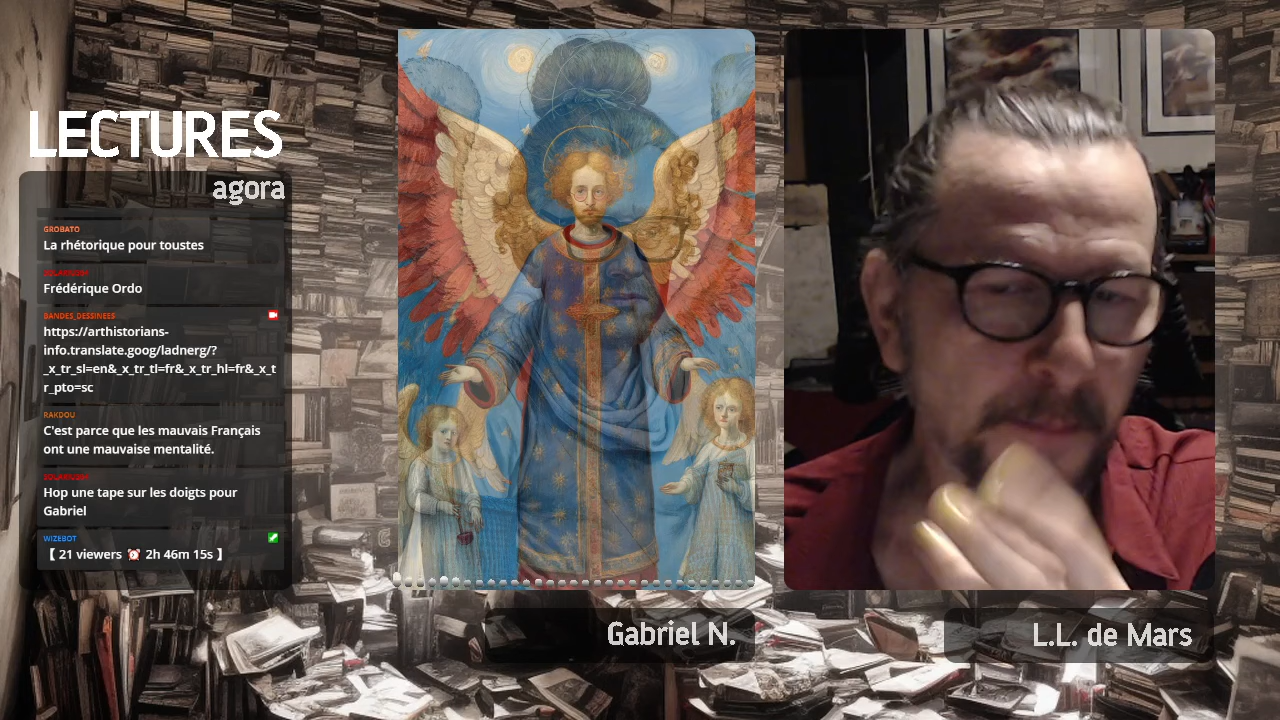 LECTURES
agora
GROBATO
La rhétorique pour toustes
Frédérique Ordo
BANDES_DESSINEES
https://arthistorians-
info.translate.goog/ladnerg/?
_x_tr_sl=en&_x_tr_tl=fr&_x_tr_hl=fr&_x_t
r_pto=sc
RAKDOU
C'est parce que les mauvais Français
ont une mauvaise mentalité.
Hop une tape sur les doigts pour
Gabriel
WIZEBOT
【 21 viewers ⏰ 2h 46m 15s 】
Gabriel N.
L.L. de Mars